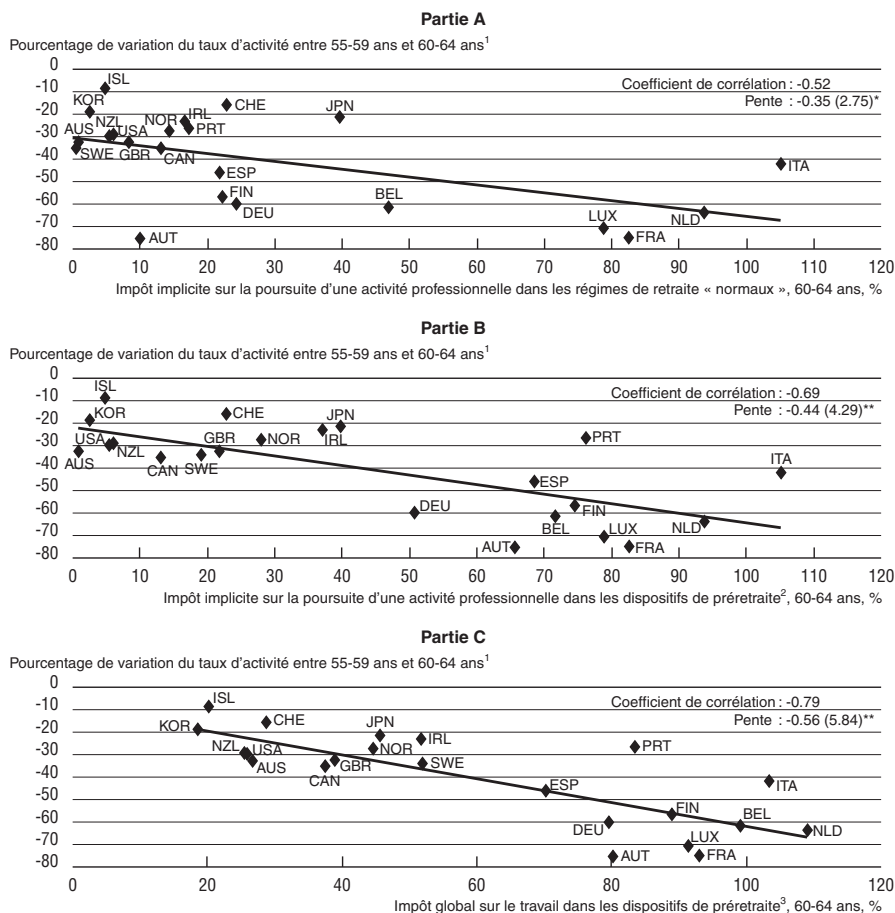 Partie A
Pourcentage de variation du taux d'activité entre 55-59 ans et 60-64 ans¹
Coefficient de corrélation : -0.52
Pente : -0.35 (2.75)*
0
-10
-20
-30
-40
-50
-60
-70
-80
ISL
KOR
CHE
JPN
NOR
IRL
PRT
NZL
USA
AUS
SWE
GBR
CAN
ITA
ESP
FIN
DEU
BEL
LUX
NLD
AUT
FRA
0 10 20 30 40 50 60 70 80 90 100 110 120
Impôt implicite sur la poursuite d'une activité professionnelle dans les régimes de retraite « normaux », 60-64 ans, %
Partie B
Pourcentage de variation du taux d'activité entre 55-59 ans et 60-64 ans¹
Coefficient de corrélation : -0.69
Pente : -0.44 (4.29)**
0
-10
-20
-30
-40
-50
-60
-70
-80
ISL
KOR
CHE
JPN
USA
NZL
GBR
NOR
IRL
PRT
AUS
CAN
SWE
ITA
ESP
DEU
FIN
BEL
LUX
NLD
AUT
FRA
0 10 20 30 40 50 60 70 80 90 100 110 120
Impôt implicite sur la poursuite d'une activité professionnelle dans les dispositifs de préretraite², 60-64 ans, %
Partie C
Pourcentage de variation du taux d'activité entre 55-59 ans et 60-64 ans¹
Coefficient de corrélation : -0.79
Pente : -0.56 (5.84)**
0
-10
-20
-30
-40
-50
-60
-70
-80
ISL
KOR
CHE
JPN
IRL
NZL
USA
NOR
PRT
AUS
CAN
GBR
SWE
ITA
ESP
DEU
FIN
BEL
NLD
LUX
AUT
FRA
0 20 40 60 80 100 120
Impôt global sur le travail dans les dispositifs de préretraite³, 60-64 ans, %